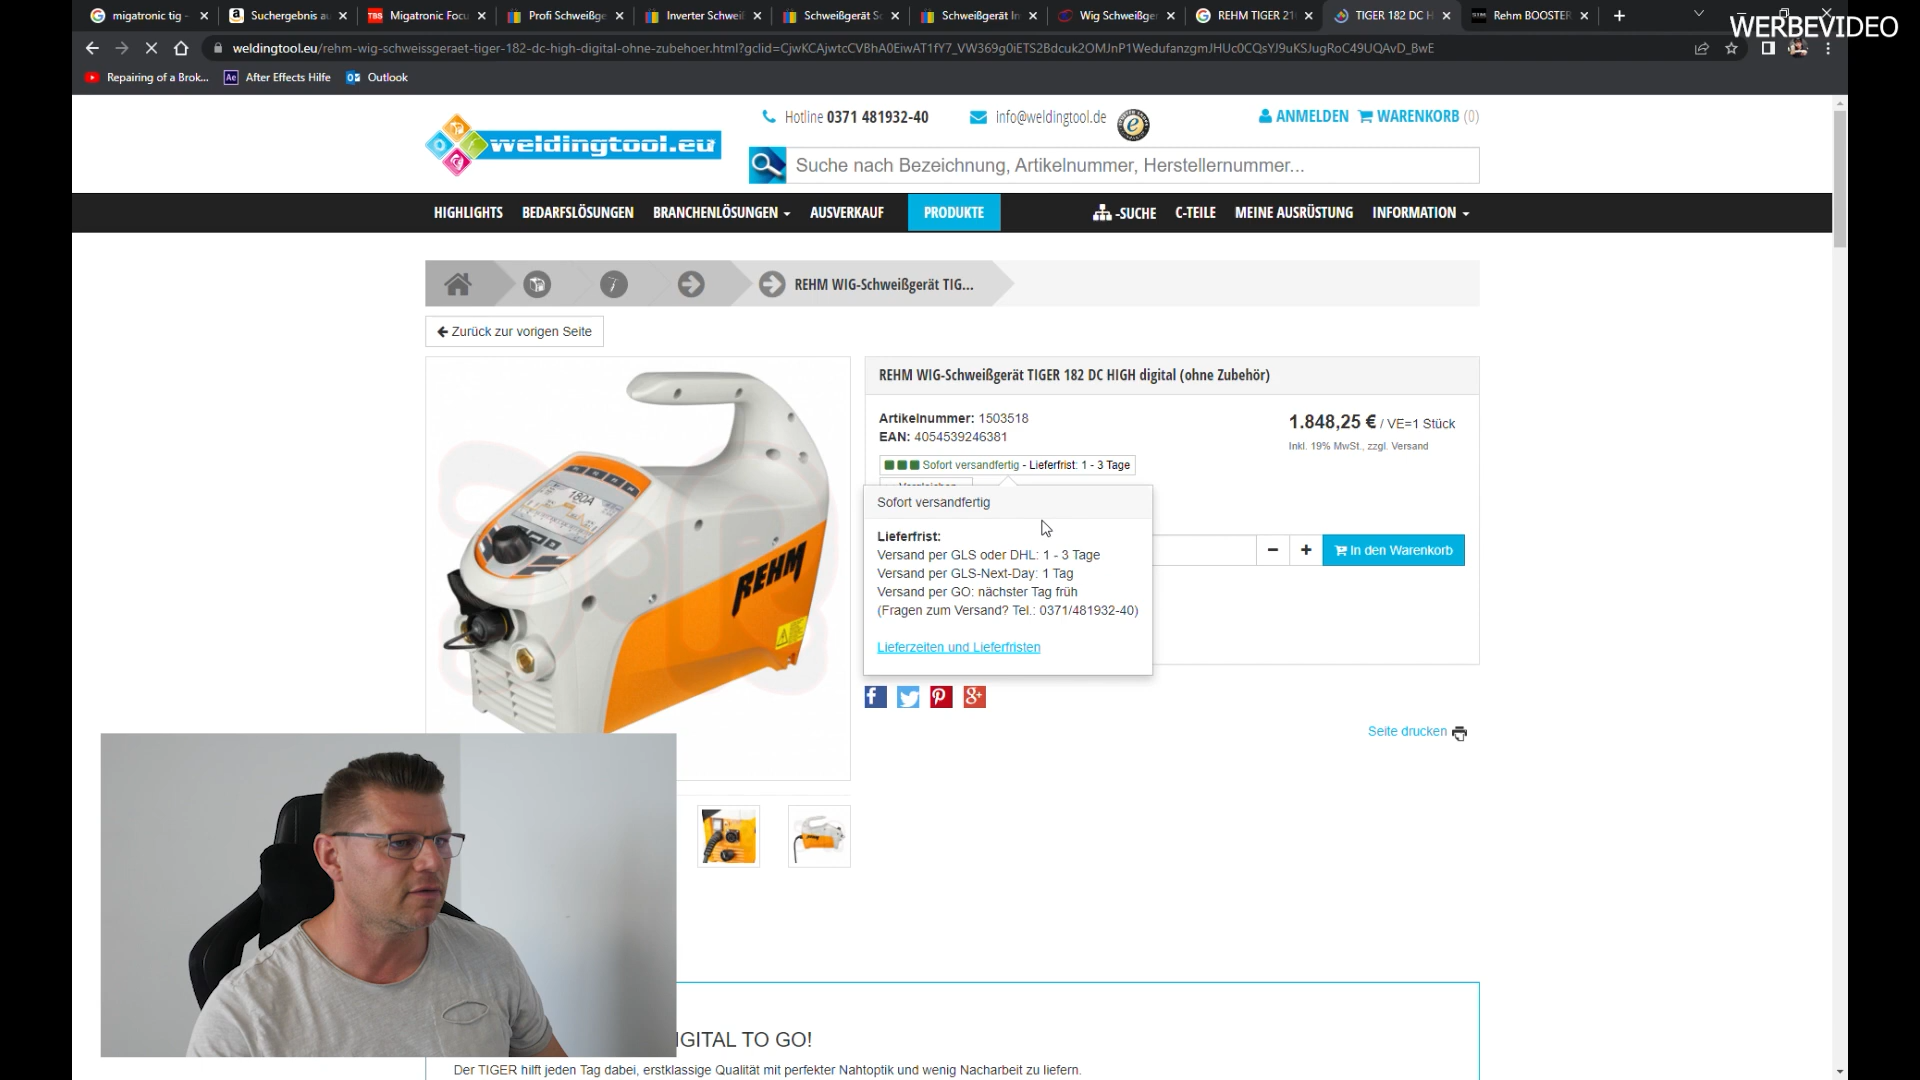 WERBEVIDEO
migatronic tig -
Suchergebnis au
Migatronic Focu
Profi Schweißge
Inverter Schweiß
Schweißgerät S
Schweißgerät In
Wig Schweißger
REHM TIGER 21
TIGER 182 DC H
Rehm BOOSTER
weldingtool.eu/rehm-wig-schweissgeraet-tiger-182-dc-high-digital-ohne-zubehoer.html?gclid=CjwKCAjwtcCVBhA0EiwAT1fY7_VW369g0iETS2Bdcuk2OMJnP1WedufanzgmJHUc0CQsYJ9uKSJugRoC49UQAvD_BwE
Repairing of a Brok...
Ae After Effects Hilfe
Outlook
Hotline 0371 481932-40
Info@weldingtool.de
ANMELDEN
WARENKORB (0)
weldingtool.eu
Suche nach Bezeichnung, Artikelnummer, Herstellernummer...
HIGHLIGHTS BEDARFSLÖSUNGEN BRANCHENLÖSUNGEN AUSVERKAUF PRODUKTE -SUCHE C-TEILE MEINE AUSRÜSTUNG INFORMATION
REHM WIG-Schweißgerät TIG...
Zurück zur vorigen Seite
REHM WIG-Schweißgerät TIGER 182 DC HIGH digital (ohne Zubehör)
Artikelnummer: 1503518
EAN: 4054539246381
1.848,25 € / VE=1 Stück
Inkl. 19% MwSt., zzgl. Versand
Sofort versandfertig - Lieferfrist: 1 - 3 Tage
Sofort versandfertig
Lieferfrist:
Versand per GLS oder DHL: 1 - 3 Tage
Versand per GLS-Next-Day: 1 Tag
Versand per GO: nächster Tag früh
(Fragen zum Versand? Tel.: 0371/481932-40)
Lieferzeiten und Lieferfristen
In den Warenkorb
180A
REHM
Seite drucken
IGITAL TO GO!
Der TIGER hilft jeden Tag dabei, erstklassige Qualität mit perfekter Nahtoptik und wenig Nacharbeit zu liefern.